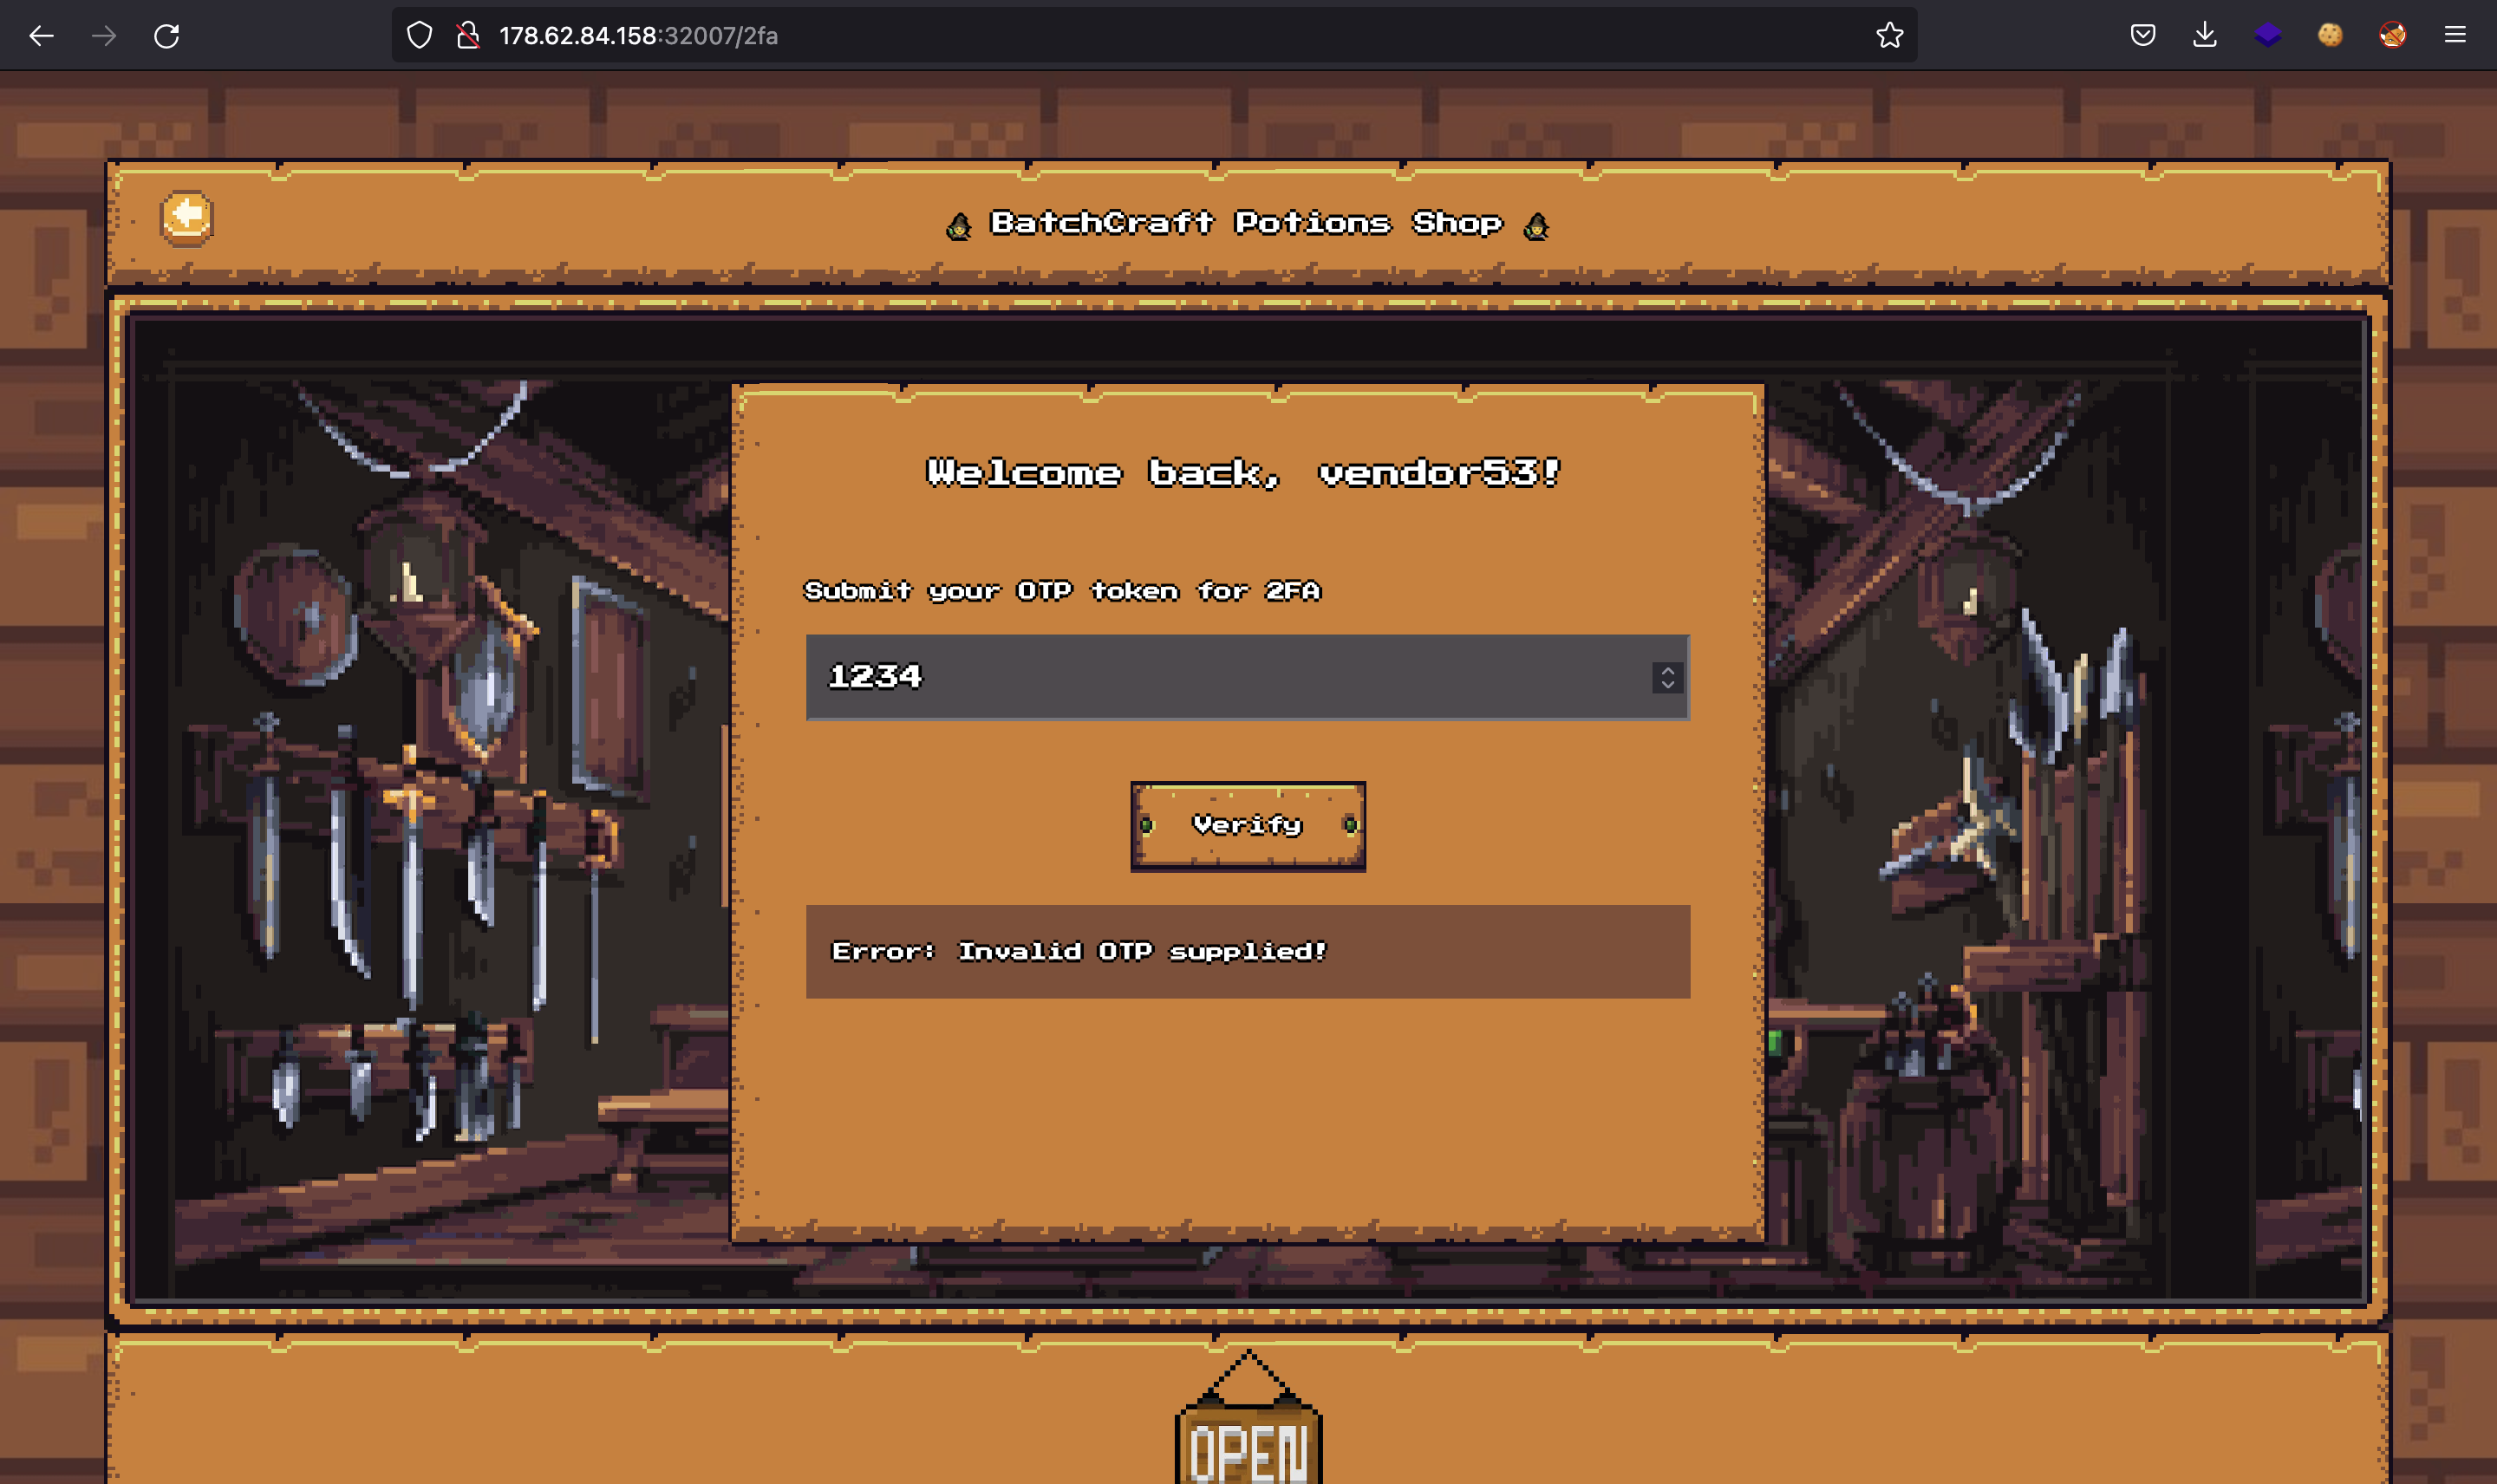 178.62.84.158:32007/2fa
BatchCraft Potions Shop
Welcome back, vendor53!
Submit your OTP token for 2FA
1234
Verify
Error: Invalid OTP supplied!
OPEN